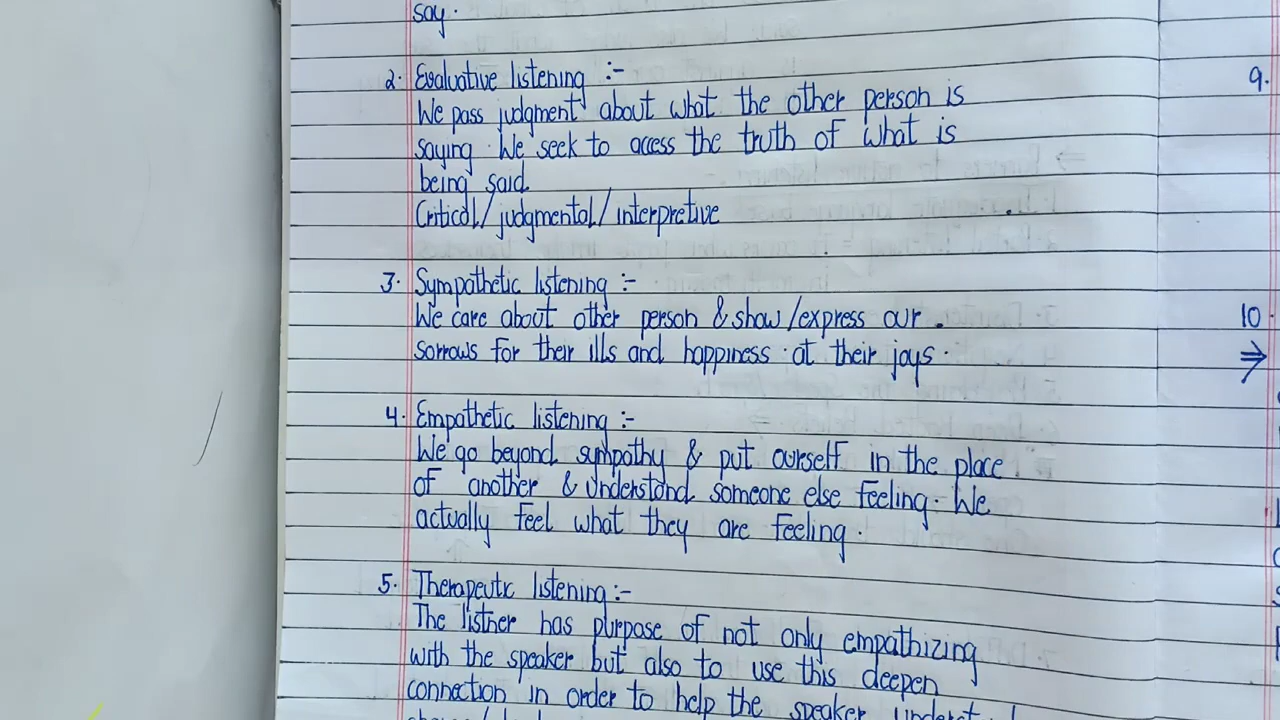 say.
2. Evaluative listening :-
We pass judgment about what the other person is
saying. We seek to access the truth of what is
being said
Critical/judgmental/interpretive
3. Sympathetic listening :-
We care about other person & show/express our.
sorrows for their ills and happiness at their joys.
4. Empathetic listening :-
We go beyond sympathy & put ourself in the place
of another & understand someone else feeling. We
actually feel what they are feeling.
5. Therapeutic listening :-
The listner has purpose of not only empathizing
with the speaker but also to use this deepen
connection in order to help the speaker
9.
10.
⇒